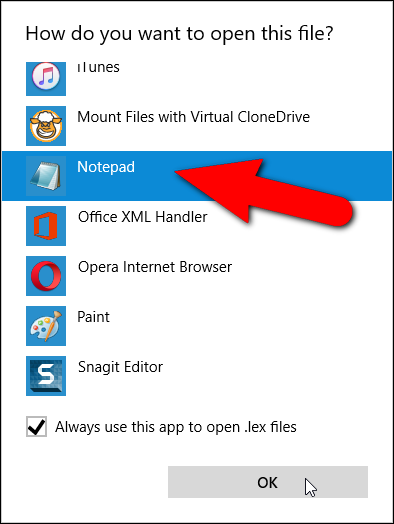 How do you want to open this file?
iTunes
Mount Files with Virtual CloneDrive
Notepad
Office XML Handler
Opera Internet Browser
Paint
Snagit Editor
Always use this app to open .lex files
OK